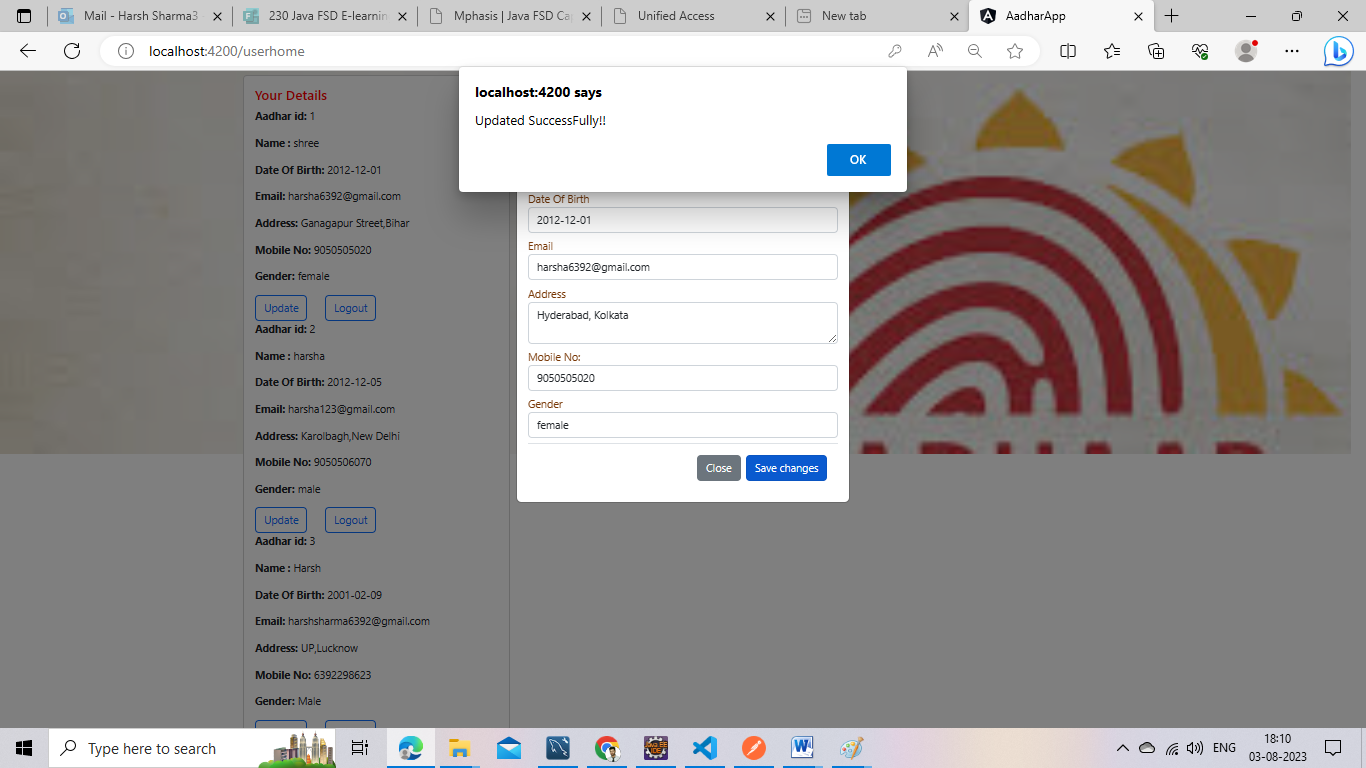 Mail - Harsh Sharma3
230 Java FSD E-learnin
Mphasis | Java FSD Ca
Unified Access
New tab
AadharApp
localhost:4200/userhome
localhost:4200 says
Updated SuccessFully!!
OK
Your Details
Aadhar id: 1
Name : shree
Date Of Birth: 2012-12-01
Email: harsha6392@gmail.com
Address: Ganagapur Street,Bihar
Mobile No: 9050505020
Gender: female
Update Logout
Aadhar id: 2
Name : harsha
Date Of Birth: 2012-12-05
Email: harsha123@gmail.com
Address: Karolbagh,New Delhi
Mobile No: 9050506070
Gender: male
Update Logout
Aadhar id: 3
Name : Harsh
Date Of Birth: 2001-02-09
Email: harshsharma6392@gmail.com
Address: UP,Lucknow
Mobile No: 6392298623
Gender: Male
Date Of Birth
2012-12-01
Email
harsha6392@gmail.com
Address
Hyderabad, Kolkata
Mobile No:
9050505020
Gender
female
Close Save changes
Type here to search
ENG
18:10
03-08-2023